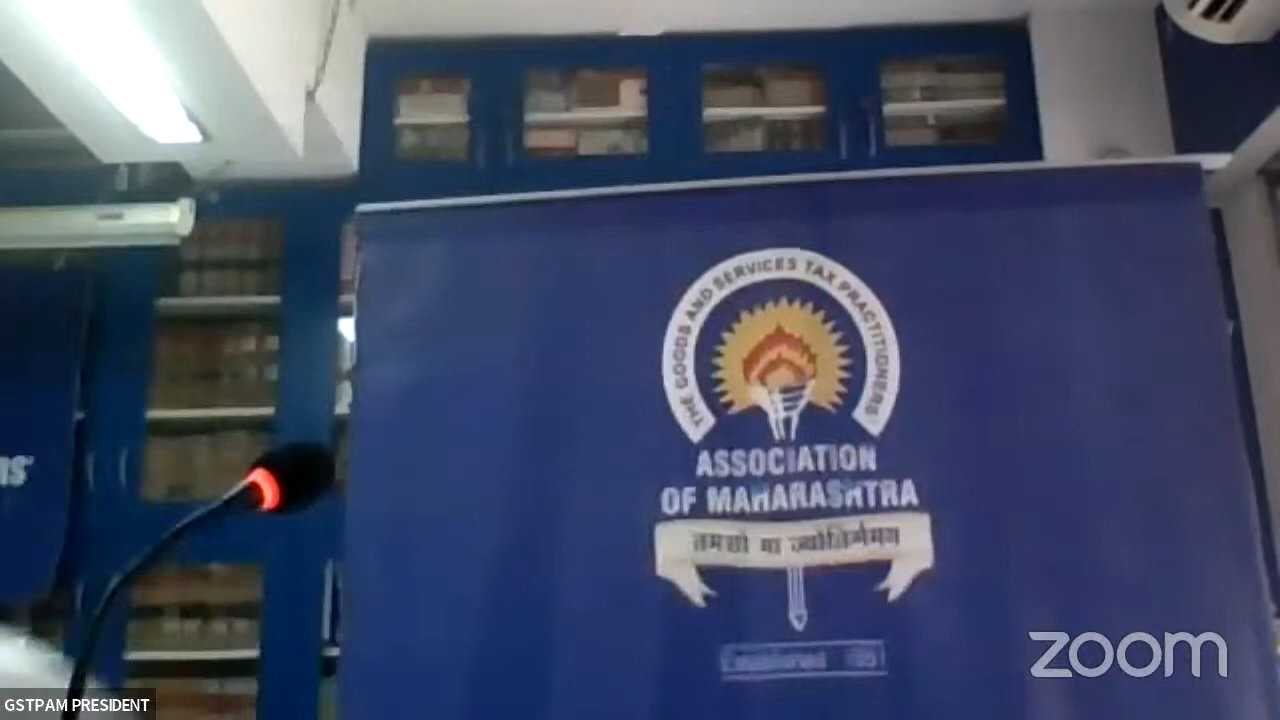 THE GOODS AND SERVICES TAX PRACTITIONERS
ASSOCIATION
OF MAHARASHTRA
तमसो मा ज्योतिर्गमय
zoom
GSTPAM PRESIDENT